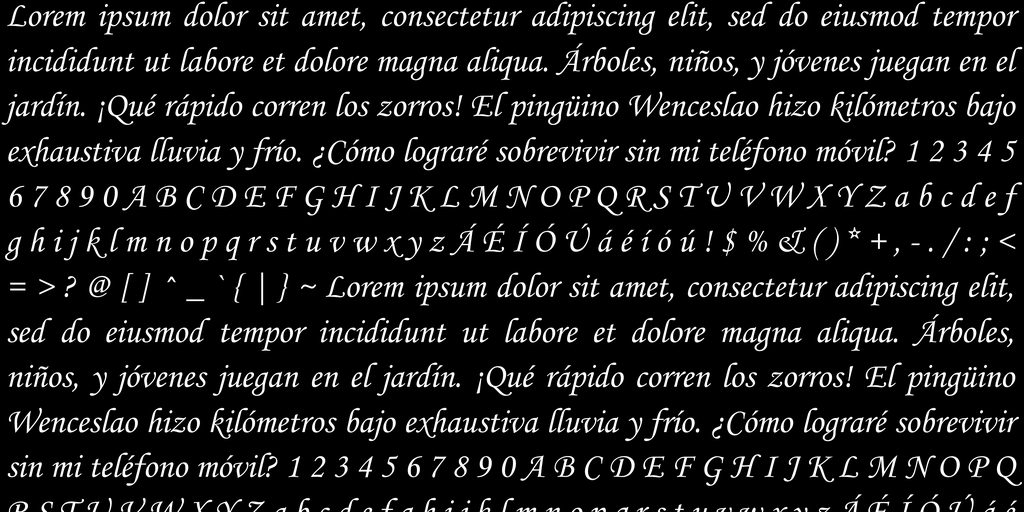 Lorem ipsum dolor sit amet, consectetur adipiscing elit, sed do eiusmod tempor
incididunt ut labore et dolore magna aliqua. Árboles, niños, y jóvenes juegan en el
jardín. ¡Qué rápido corren los zorros! El pingüino Wenceslao hizo kilómetros bajo
exhaustiva lluvia y frío. ¿Cómo lograré sobrevivir sin mi teléfono móvil? 1 2 3 4 5
6 7 8 9 0 A B C D E F G H I J K L M N O P Q R S T U V W X Y Z a b c d e f
g h i j k l m n o p q r s t u v w x y z Á É Í Ó Ú á é í ó ú ! $ % & ( ) * + , - . / : ; <
= > ? @ [ ] ^ _ ` { | } ~ Lorem ipsum dolor sit amet, consectetur adipiscing elit,
sed do eiusmod tempor incididunt ut labore et dolore magna aliqua. Árboles,
niños, y jóvenes juegan en el jardín. ¡Qué rápido corren los zorros! El pingüino
Wenceslao hizo kilómetros bajo exhaustiva lluvia y frío. ¿Cómo lograré sobrevivir
sin mi teléfono móvil? 1 2 3 4 5 6 7 8 9 0 A B C D E F G H I J K L M N O P Q
R S T U V W X Y Z a b c d e f g h i j k l m n o p q r s t u v w x y z Á É Í Ó Ú á é